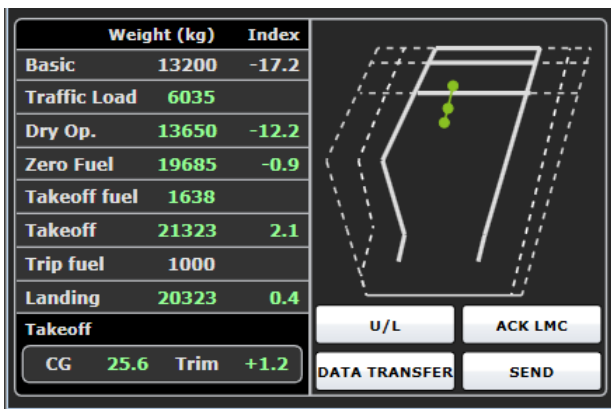 Weight (kg) Index
Basic 13200 -17.2
Traffic Load 6035
Dry Op. 13650 -12.2
Zero Fuel 19685 -0.9
Takeoff fuel 1638
Takeoff 21323 2.1
Trip fuel 1000
Landing 20323 0.4
Takeoff
CG 25.6 Trim +1.2
U/L ACK LMC
DATA TRANSFER SEND